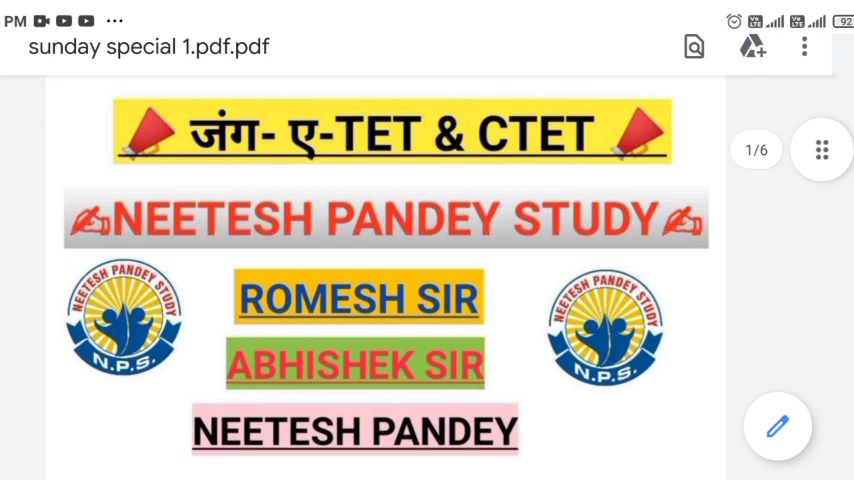 PM ... 92
sunday special 1.pdf.pdf
जंग- ए-TET & CTET
1/6
NEETESH PANDEY STUDY
NEETESH PANDEY STUDY
N.P.S.
ROMESH SIR
NEETESH PANDEY STUDY
N.P.S.
ABHISHEK SIR
NEETESH PANDEY